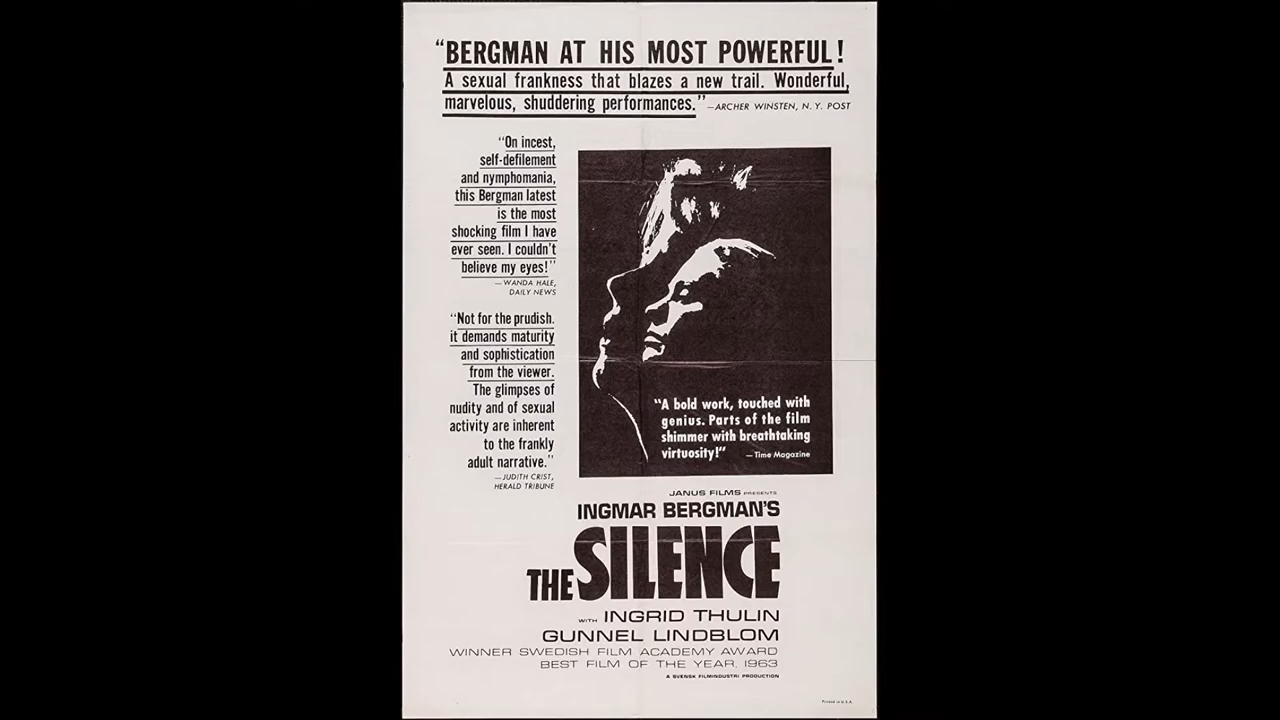 “BERGMAN AT HIS MOST POWERFUL!
A sexual frankness that blazes a new trail. Wonderful,
marvelous, shuddering performances.” —ARCHER WINSTEN, N. Y. POST
“On incest,
self-defilement
and nymphomania,
this Bergman latest
is the most
shocking film I have
ever seen. I couldn’t
believe my eyes!”
—WANDA HALE,
DAILY NEWS
“Not for the prudish.
it demands maturity
and sophistication
from the viewer.
The glimpses of
nudity and of sexual
activity are inherent
to the frankly
adult narrative.”
—JUDITH CRIST,
HERALD TRIBUNE
“A bold work, touched with
genius. Parts of the film
shimmer with breathtaking
virtuosity!” —Time Magazine
JANUS FILMS PRESENTS
INGMAR BERGMAN’S
THE SILENCE
WITH INGRID THULIN
GUNNEL LINDBLOM
WINNER SWEDISH FILM ACADEMY AWARD
BEST FILM OF THE YEAR, 1963
A SVENSK FILMINDUSTRI PRODUCTION
Printed in U.S.A.